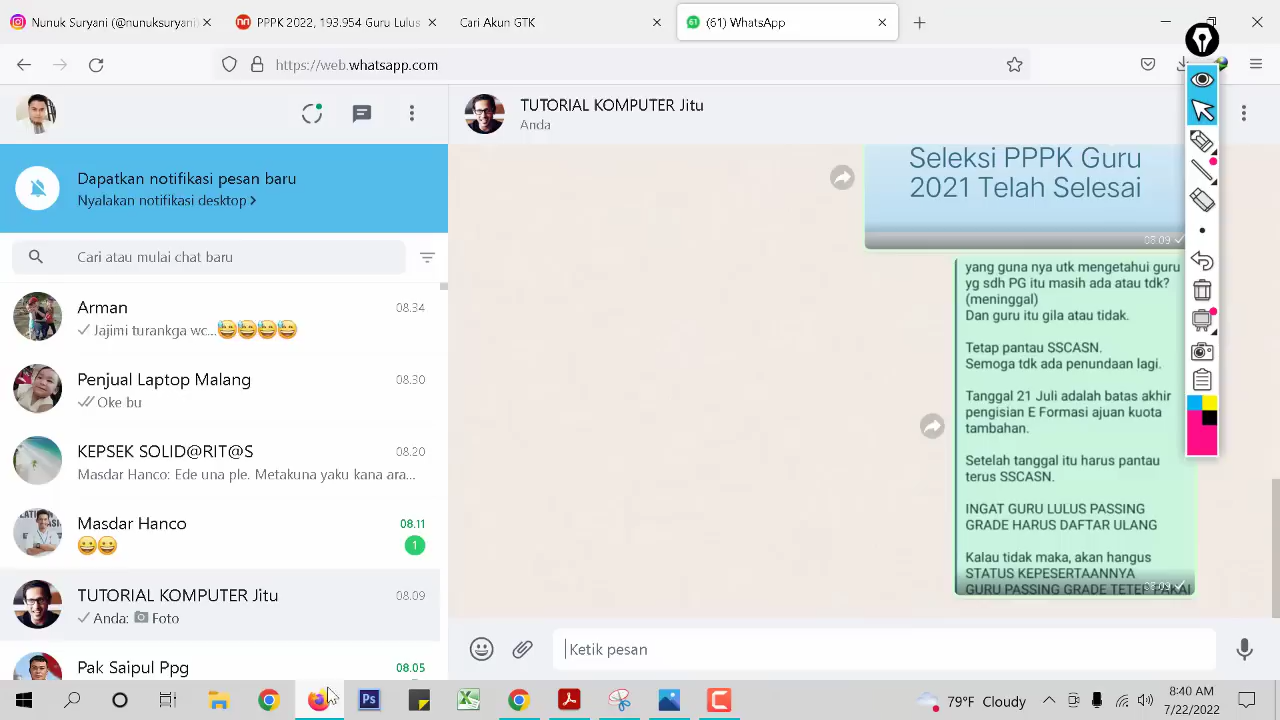 Nunuk Suryani (@nunuksuryani)
PPPK 2022, 193.954 Guru Lulus
Cari Akun GTK
(61) WhatsApp
https://web.whatsapp.com
TUTORIAL KOMPUTER Jitu
Anda
Dapatkan notifikasi pesan baru
Nyalakan notifikasi desktop
Cari atau mulai chat baru
Arman
08.34
Jajimi turankga wc...😅😅😅😅
Penjual Laptop Malang
08.30
Oke bu
KEPSEK SOLID@RIT@S
08.20
Masdar Hanco: Ede una ple. Metakuna yaku kana ara...
Masdar Hanco
08.11
😀😀
1
TUTORIAL KOMPUTER Jitu
08.09
Anda: Foto
Pak Saipul Ppg
08.05
Seleksi PPPK Guru
2021 Telah Selesai
08.09
yang guna nya utk mengetahui guru
yg sdh PG itu masih ada atau tdk?
(meninggal)
Dan guru itu gila atau tidak.
Tetap pantau SSCASN.
Semoga tdk ada penundaan lagi.
Tanggal 21 Juli adalah batas akhir
pengisian E Formasi ajuan kuota
tambahan.
Setelah tanggal itu harus pantau
terus SSCASN.
INGAT GURU LULUS PASSING
GRADE HARUS DAFTAR ULANG
Kalau tidak maka, akan hangus
STATUS KEPESERTAANNYA
GURU PASSING GRADE TETEP PAKAI
08.09
Ketik pesan
79°F Cloudy
8:40 AM
7/22/2022